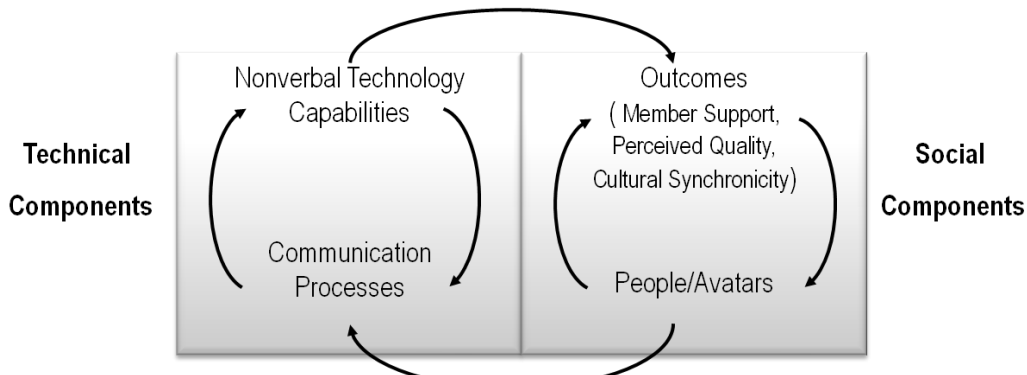 Technical
Components
Nonverbal Technology
Capabilities
Communication
Processes
Outcomes
( Member Support,
Perceived Quality,
Cultural Synchronicity)
People/Avatars
Social
Components